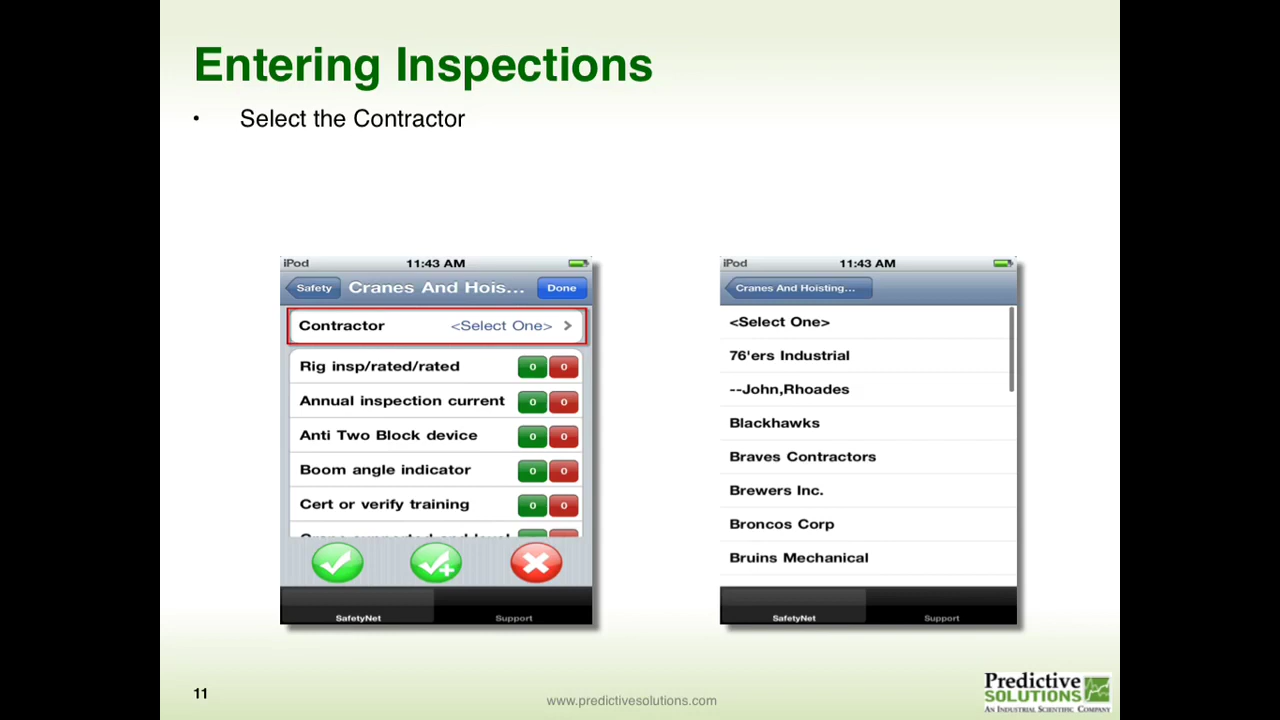 Entering Inspections
• Select the Contractor
iPod 11:43 AM
Safety Cranes And Hois... Done
Contractor <Select One>
Rig insp/rated/rated 0 0
Annual inspection current 0 0
Anti Two Block device 0 0
Boom angle indicator 0 0
Cert or verify training 0 0
SafetyNet Support
iPod 11:43 AM
Cranes And Hoisting...
<Select One>
76'ers Industrial
--John,Rhoades
Blackhawks
Braves Contractors
Brewers Inc.
Broncos Corp
Bruins Mechanical
SafetyNet Support
11
www.predictivesolutions.com
Predictive
SOLUTIONS
AN INDUSTRIAL SCIENTIFIC COMPANY